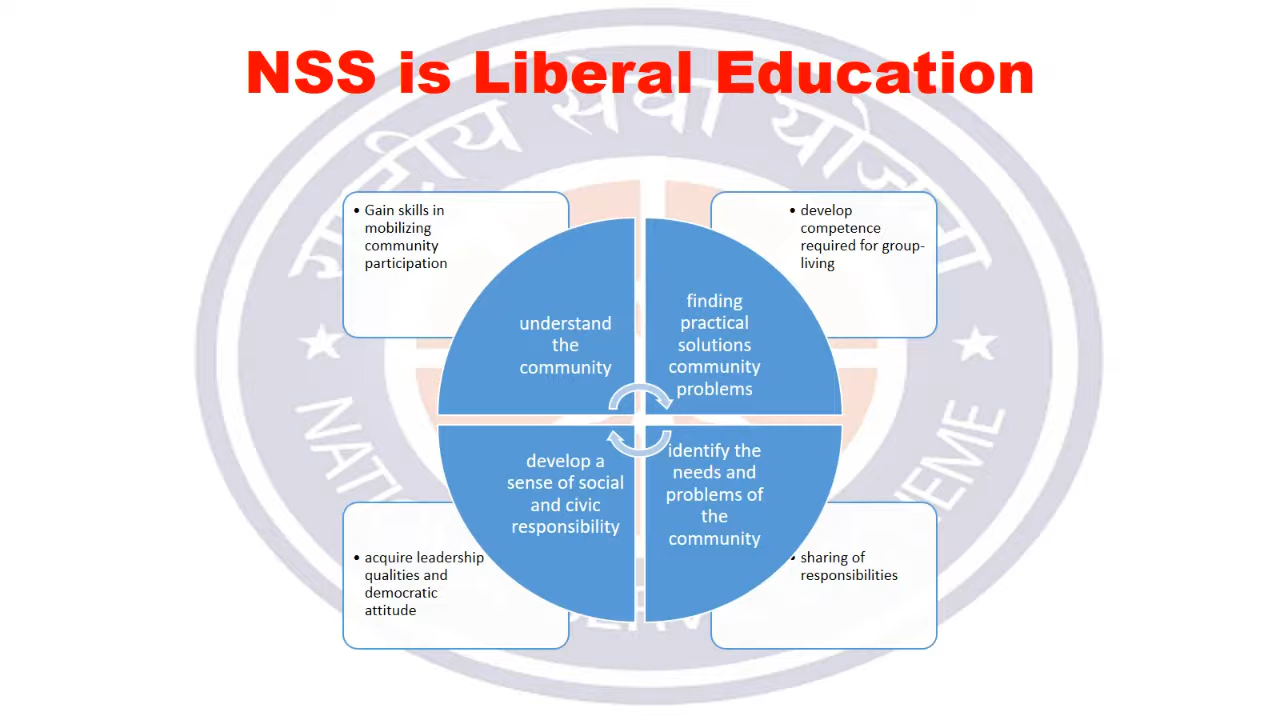 NSS is Liberal Education
राष्ट्रीय सेवा योजना
• Gain skills in
mobilizing
community
participation
• develop
competence
required for group-
living
understand
the
community
finding
practical
solutions
community
problems
develop a
sense of social
and civic
responsibility
identify the
needs and
problems of
the
community
• acquire leadership
qualities and
democratic
attitude
• sharing of
responsibilities